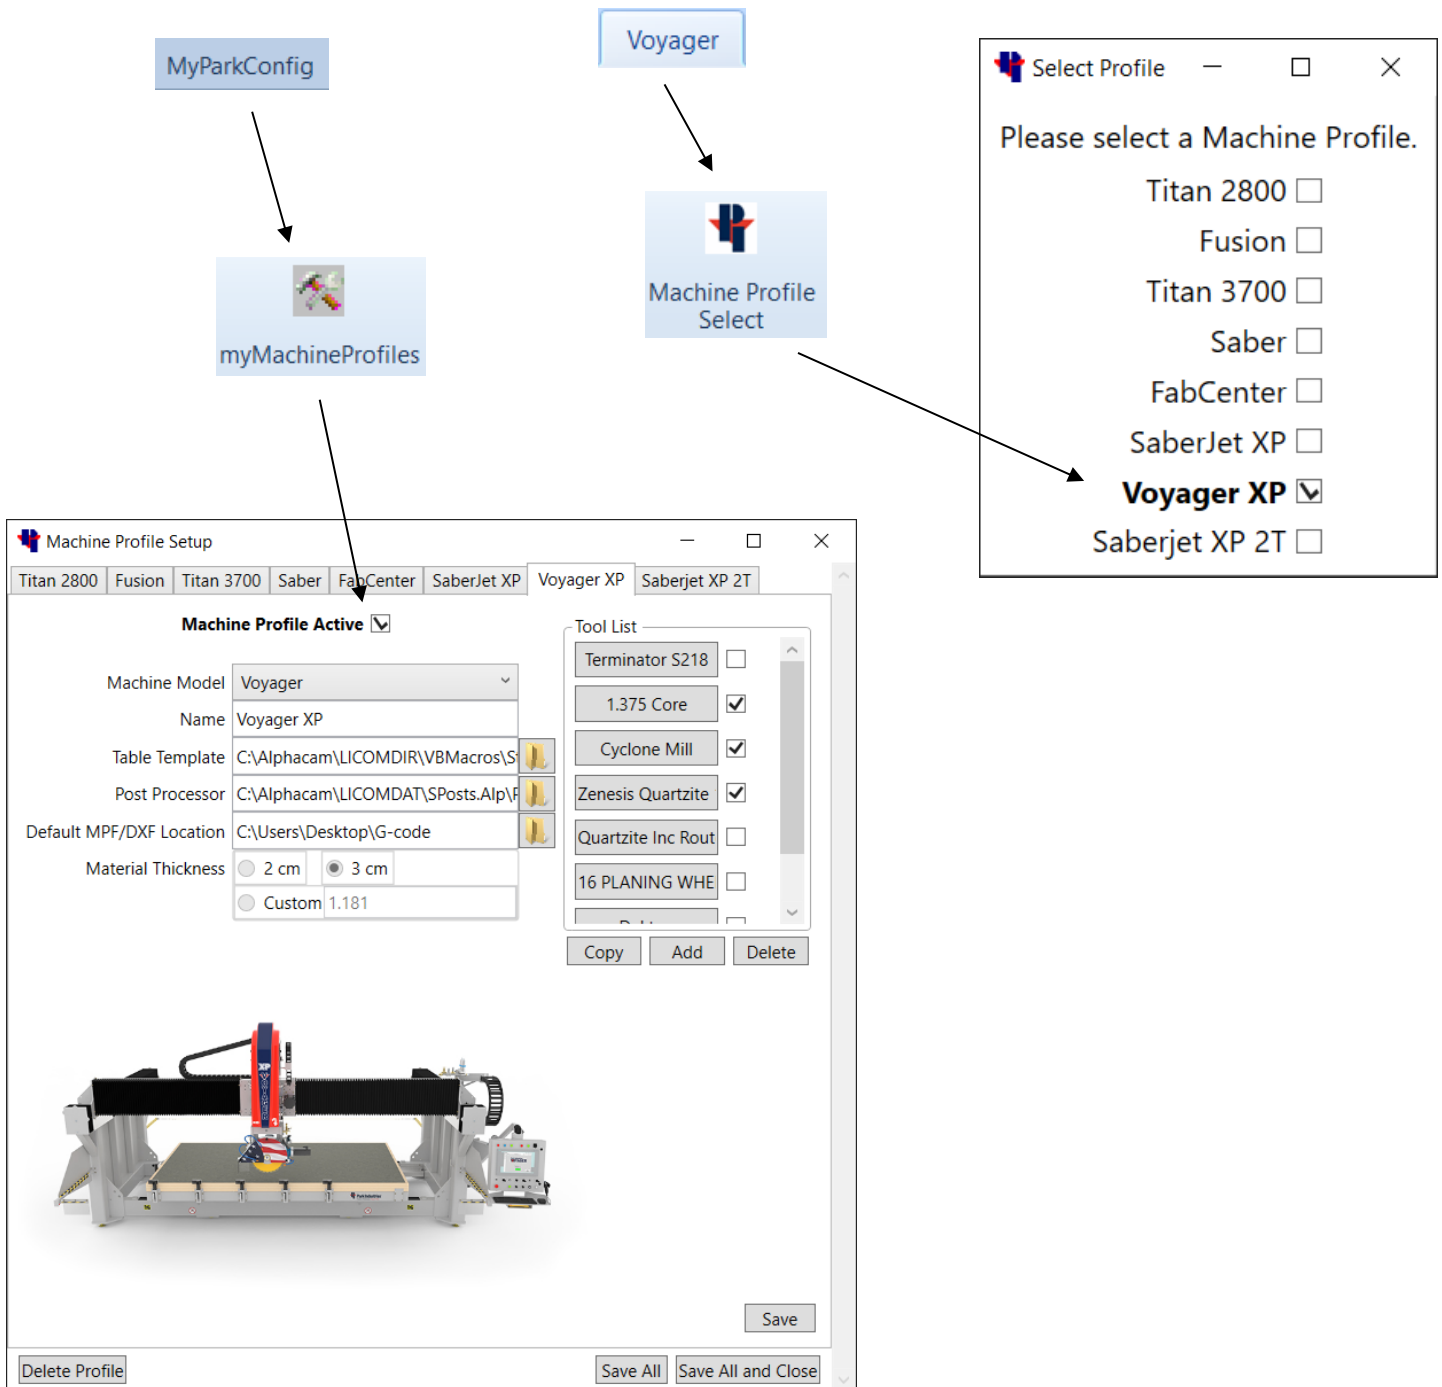 MyParkConfig
Voyager
myMachineProfiles
Machine Profile
Select
Select Profile
Please select a Machine Profile.
Titan 2800
Fusion
Titan 3700
Saber
FabCenter
SaberJet XP
Voyager XP
Saberjet XP 2T
Machine Profile Setup
Titan 2800 Fusion Titan 3700 Saber FabCenter SaberJet XP Voyager XP Saberjet XP 2T
Machine Profile Active
Machine Model Voyager
Name Voyager XP
Table Template C:\Alphacam\LICOMDIR\VBMacros\S
Post Processor C:\Alphacam\LICOMDAT\SPosts.Alp\
Default MPF/DXF Location C:\Users\Desktop\G-code
Material Thickness 2 cm 3 cm
Custom 1.181
Tool List
Terminator S218
1.375 Core
Cyclone Mill
Zenesis Quartzite
Quartzite Inc Rout
16 PLANING WHE
Copy Add Delete
XP
Save
Delete Profile Save All Save All and Close